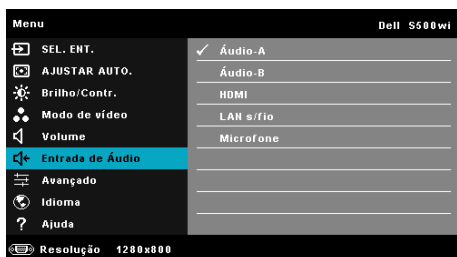 Menu Dell S500wi
SEL. ENT.
AJUSTAR AUTO.
Brilho/Contr.
Modo de vídeo
Volume
Entrada de Áudio
Avançado
Idioma
Ajuda
Áudio-A
Áudio-B
HDMI
LAN s/fio
Microfone
Resolução 1280x800